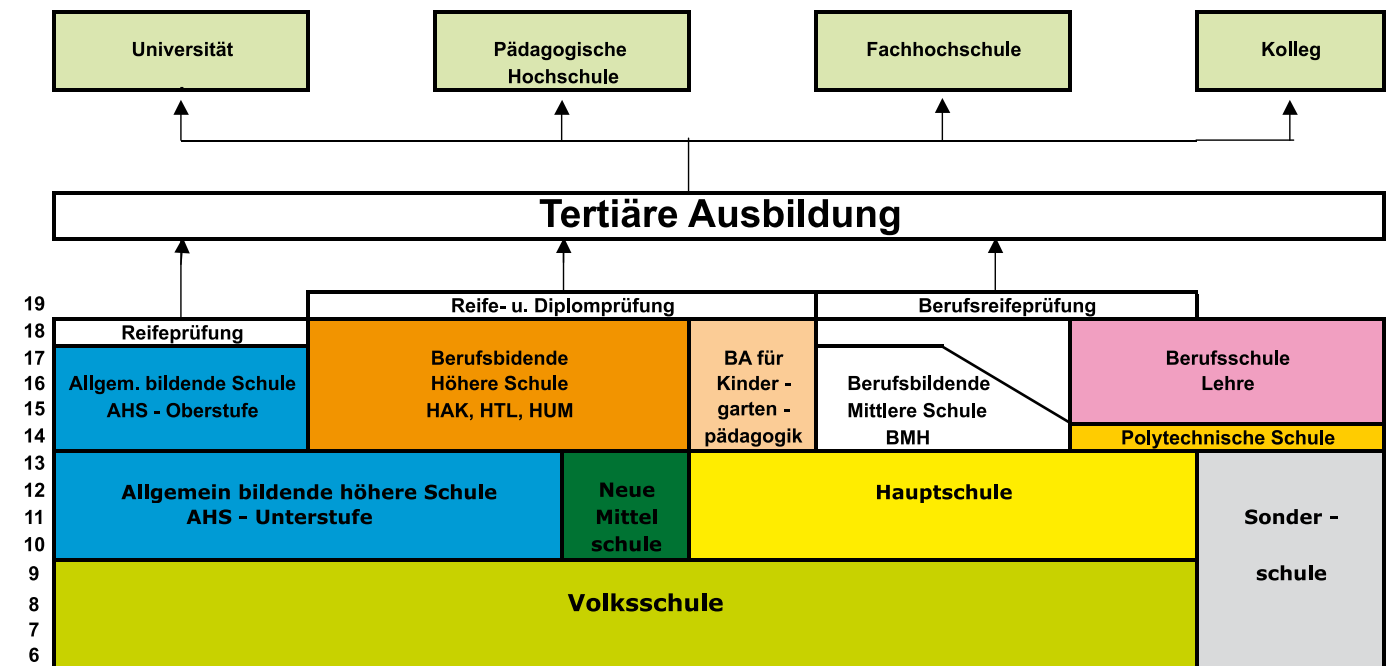 Universität
Pädagogische
Hochschule
Fachhochschule
Kolleg
Tertiäre Ausbildung
19
Reife- u. Diplomprüfung
Berufsreifeprüfung
18
Reifeprüfung
17
Berufsbidende
BA für
Berufsschule
16
Allgem. bildende Schule
Höhere Schule
Kinder -
Berufsbildende
Lehre
15
AHS - Oberstufe
HAK, HTL, HUM
garten -
Mittlere Schule
14
pädagogik
BMH
Polytechnische Schule
13
12
Allgemein bildende höhere Schule
Neue
Hauptschule
11
AHS - Unterstufe
Mittel
Sonder -
10
schule
9
schule
8
Volksschule
7
6